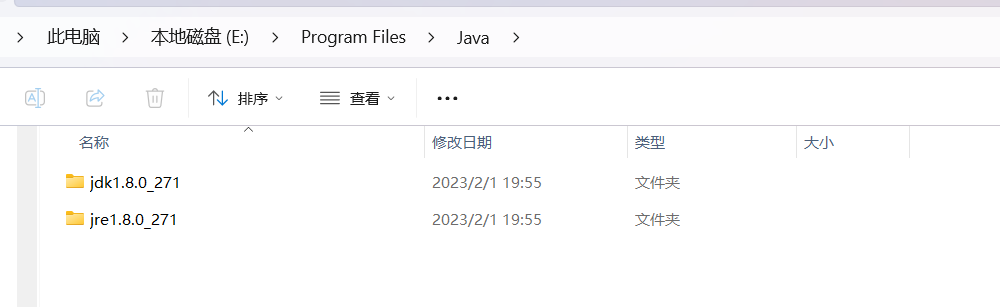 此电脑 本地磁盘 (E:) Program Files Java
排序 查看
名称 修改日期 类型 大小
jdk1.8.0_271 2023/2/1 19:55 文件夹
jre1.8.0_271 2023/2/1 19:55 文件夹